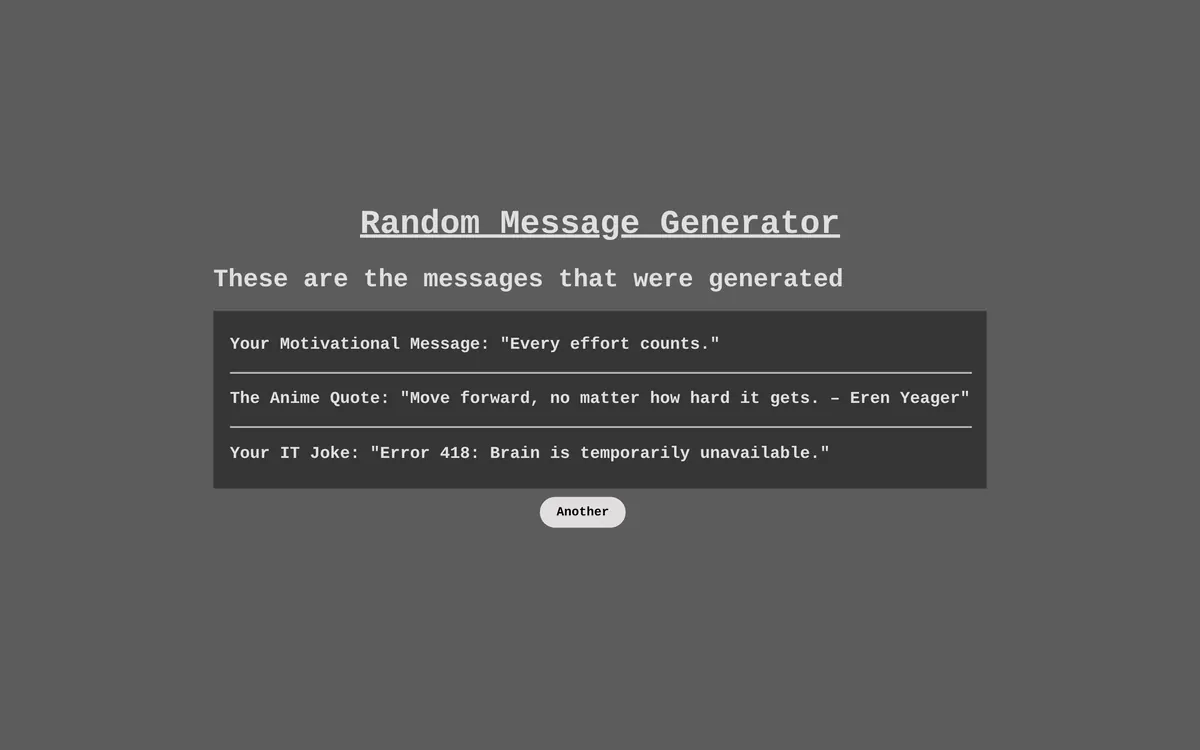 Random Message Generator
These are the messages that were generated
Your Motivational Message: "Every effort counts."
The Anime Quote: "Move forward, no matter how hard it gets. – Eren Yeager"
Your IT Joke: "Error 418: Brain is temporarily unavailable."
Another